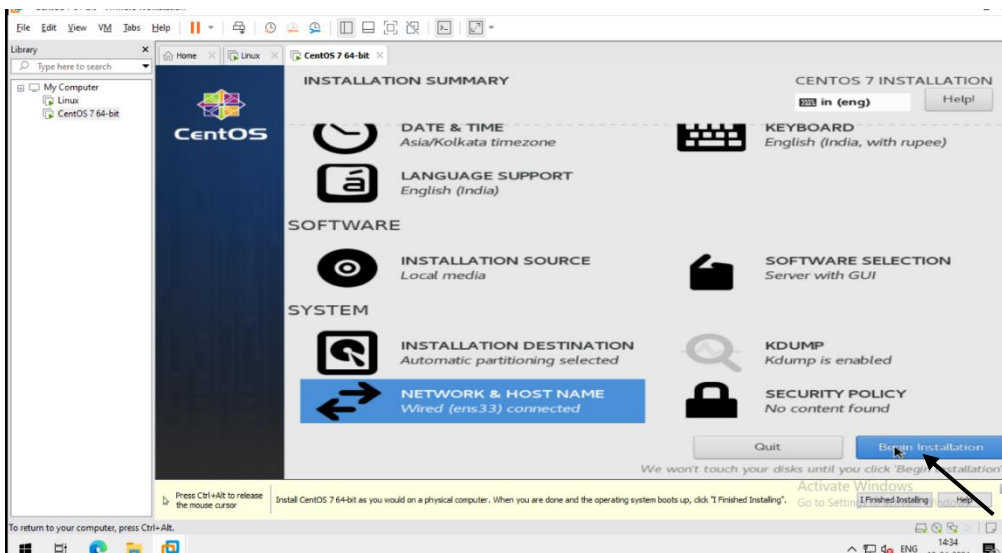 File Edit View VM Tabs Help
Library
Type here to search
My Computer
Linux
CentOS 7 64-bit
Home
Linux
CentOS 7 64-bit
CentOS
INSTALLATION SUMMARY
CENTOS 7 INSTALLATION
in (eng)
Help!
DATE & TIME
Asia/Kolkata timezone
KEYBOARD
English (India, with rupee)
LANGUAGE SUPPORT
English (India)
SOFTWARE
INSTALLATION SOURCE
Local media
SOFTWARE SELECTION
Server with GUI
SYSTEM
INSTALLATION DESTINATION
Automatic partitioning selected
KDUMP
Kdump is enabled
NETWORK & HOST NAME
Wired (ens33) connected
SECURITY POLICY
No content found
Quit
Begin Installation
We won't touch your disks until you click 'Begin Installation'
Press Ctrl+Alt to release
the mouse cursor
Install CentOS 7 64-bit as you would on a physical computer. When you are done and the operating system boots up, click "I Finished Installing".
Activate Windows
Go to Settings
I Finished Installing
Help
To return to your computer, press Ctrl+Alt.
ENG
14:34